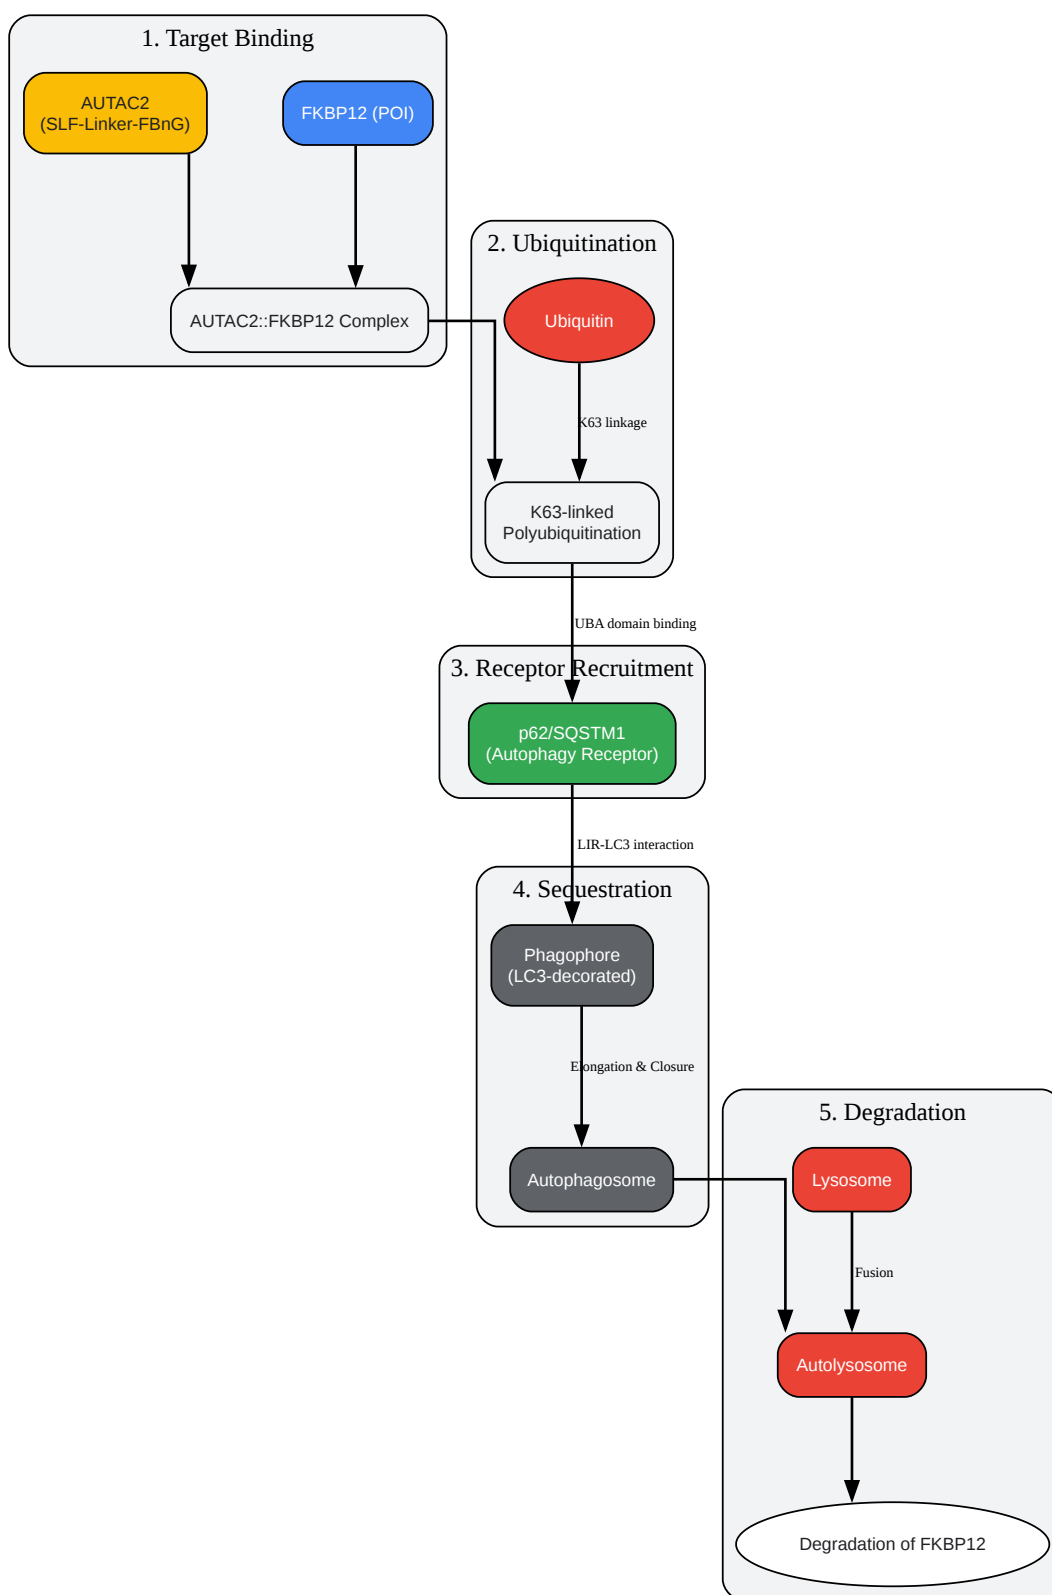 1. Target Binding
AUTAC2
(SLF-Linker-FBnG)
FKBP12 (POI)
AUTAC2::FKBP12 Complex
2. Ubiquitination
Ubiquitin
K63 linkage
K63-linked
Polyubiquitination
UBA domain binding
3. Receptor Recruitment
p62/SQSTM1
(Autophagy Receptor)
LIR-LC3 interaction
4. Sequestration
Phagophore
(LC3-decorated)
Elongation & Closure
Autophagosome
5. Degradation
Lysosome
Fusion
Autolysosome
Degradation of FKBP12